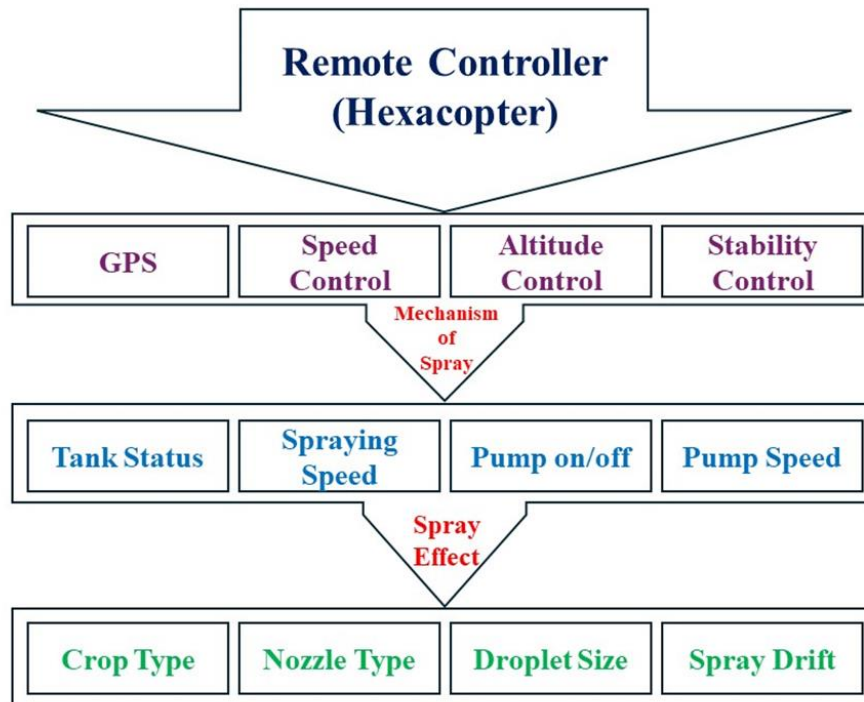 Remote Controller
(Hexacopter)
GPS
Speed
Control
Altitude
Control
Stability
Control
Mechanism
of
Spray
Tank Status
Spraying
Speed
Pump on/off
Pump Speed
Spray
Effect
Crop Type
Nozzle Type
Droplet Size
Spray Drift